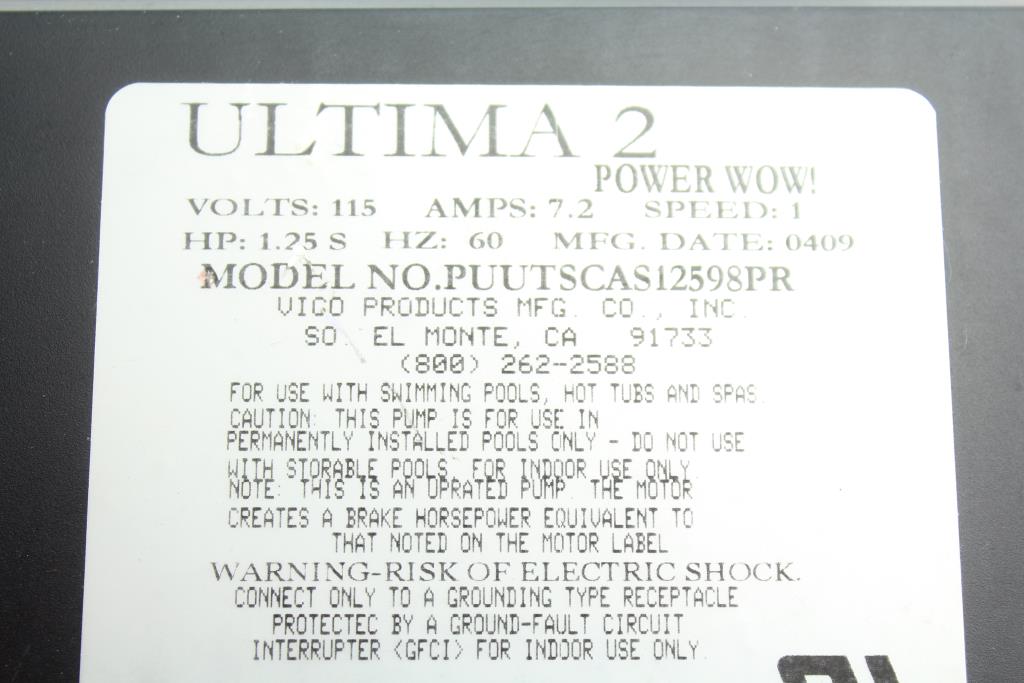 ULTIMA 2
POWER WOW!
VOLTS: 115 AMPS: 7.2 SPEED: 1
HP: 1.25 S HZ: 60 MFG. DATE: 0409
MODEL NO.PUUTSCAS12598PR
VICO PRODUCTS MFG. CO., INC.
SO. EL MONTE, CA 91733
(800) 262-2588
FOR USE WITH SWIMMING POOLS, HOT TUBS AND SPAS.
CAUTION: THIS PUMP IS FOR USE IN
PERMANENTLY INSTALLED POOLS ONLY - DO NOT USE
WITH STORABLE POOLS. FOR INDOOR USE ONLY.
NOTE: THIS IS AN UPRATED PUMP. THE MOTOR
CREATES A BRAKE HORSEPOWER EQUIVALENT TO
THAT NOTED ON THE MOTOR LABEL
WARNING-RISK OF ELECTRIC SHOCK.
CONNECT ONLY TO A GROUNDING TYPE RECEPTACLE
PROTECTEC BY A GROUND-FAULT CIRCUIT
INTERRUPTER <GFCI> FOR INDOOR USE ONLY.